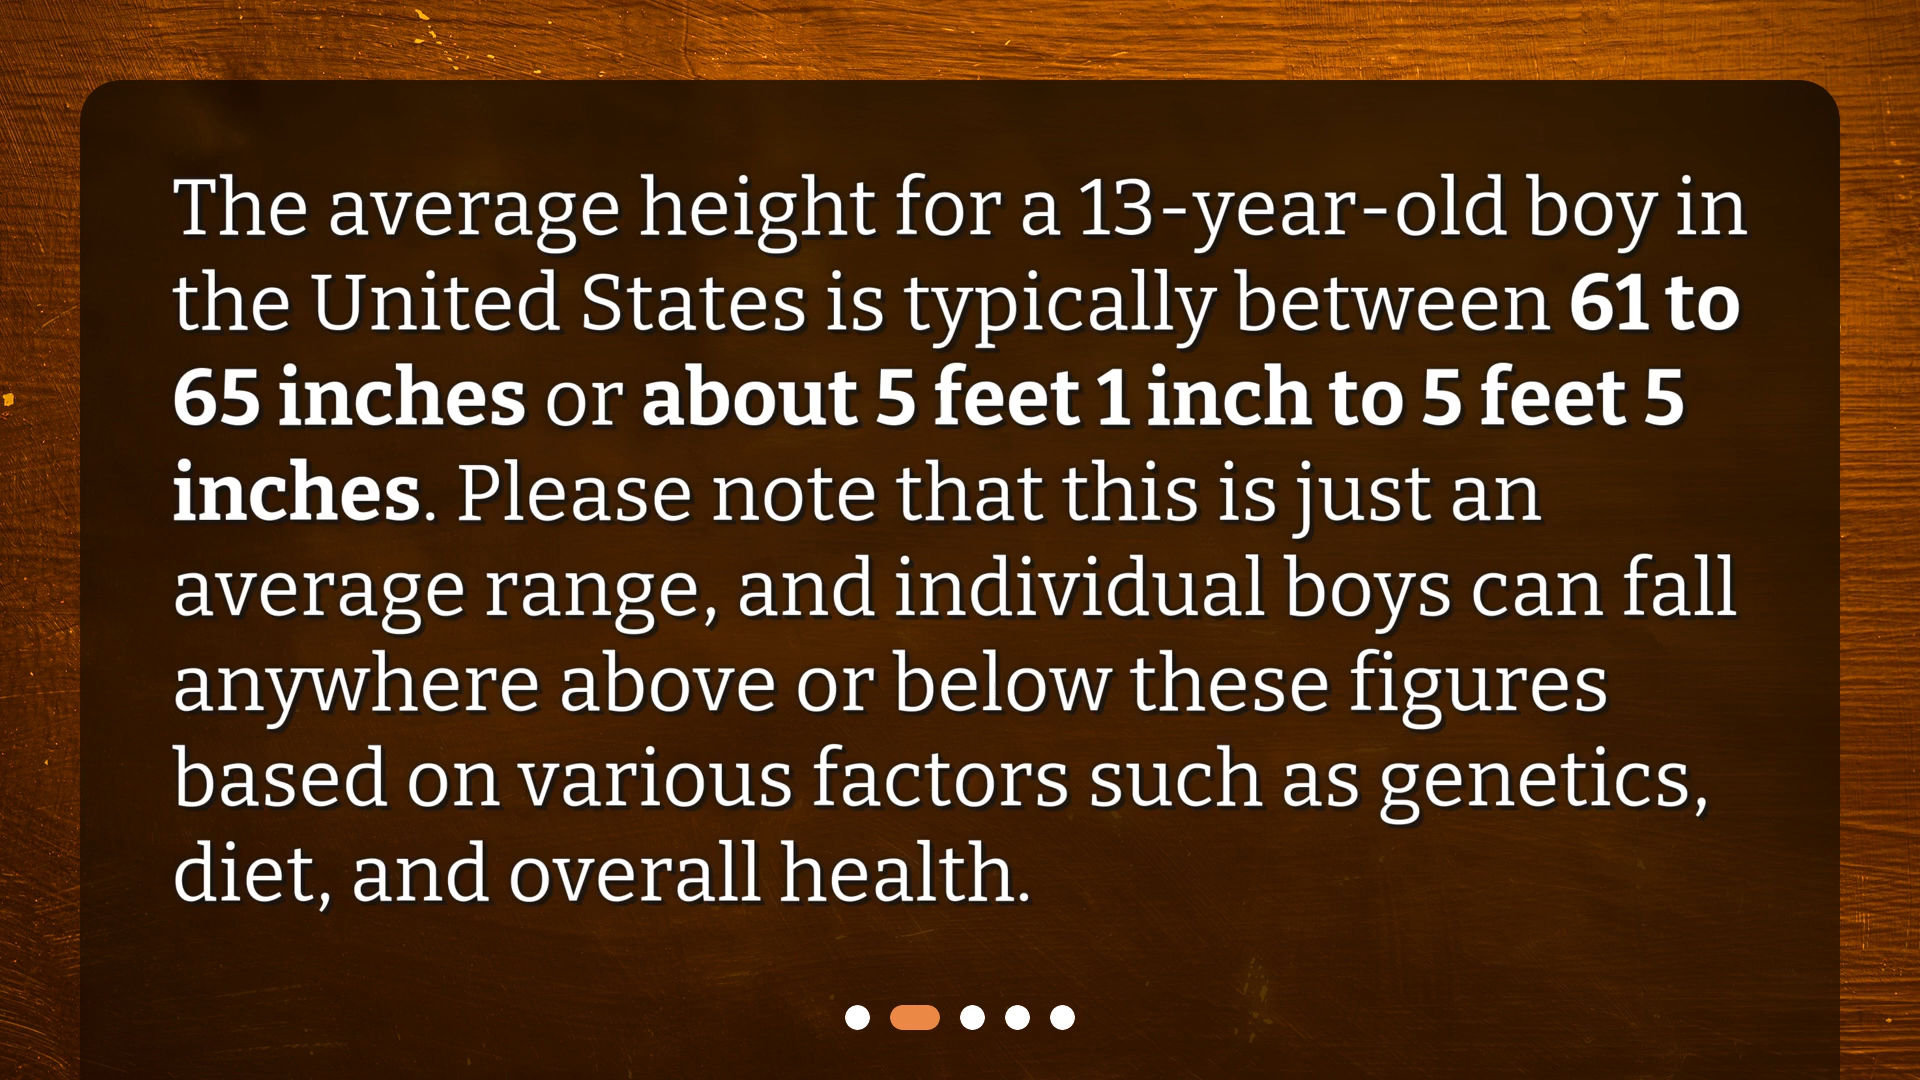 The average height for a 13-year-old boy in
the United States is typically between 61 to
65 inches or about 5 feet 1 inch to 5 feet 5
inches. Please note that this is just an
average range, and individual boys can fall
anywhere above or below these figures
based on various factors such as genetics,
diet, and overall health.